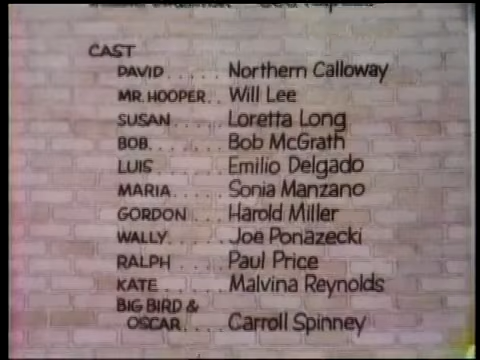 CAST
DAVID..... Northern Calloway
MR. HOOPER.. Will Lee
SUSAN..... Loretta Long
BOB....... Bob McGrath
LUIS...... Emilio Delgado
MARIA..... Sonia Manzano
GORDON.... Harold Miller
WALLY..... Joe Ponazecki
RALPH..... Paul Price
KATE...... Malvina Reynolds
BIG BIRD &
OSCAR.... Carroll Spinney